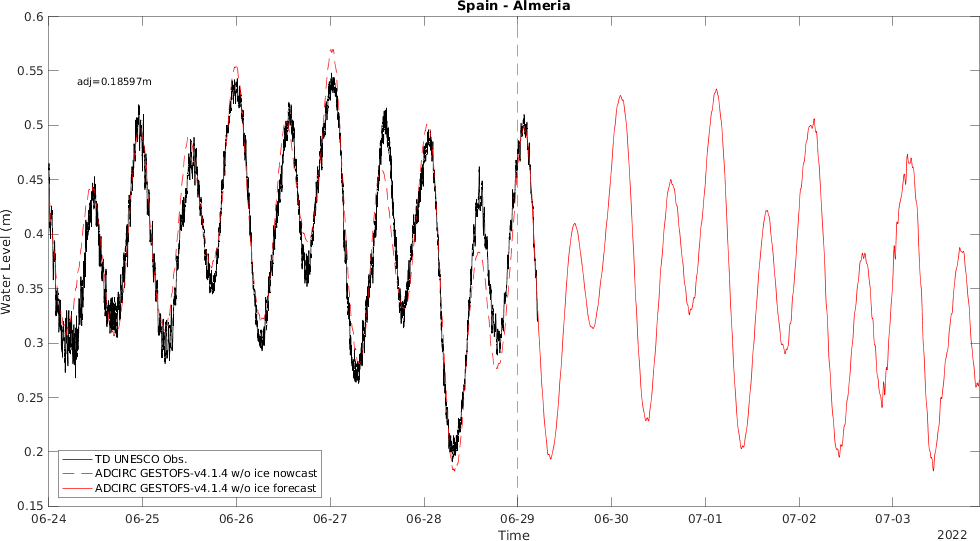 Spain - Almeria
0.6
0.55
0.5
0.45
0.4
0.35
0.3
0.25
0.2
0.15
Water Level (m)
adj=0.18597m
TD UNESCO Obs.
ADCIRC GESTOFS-v4.1.4 w/o ice nowcast
ADCIRC GESTOFS-v4.1.4 w/o ice forecast
06-24 06-25 06-26 06-27 06-28 06-29 06-30 07-01 07-02 07-03
Time
2022